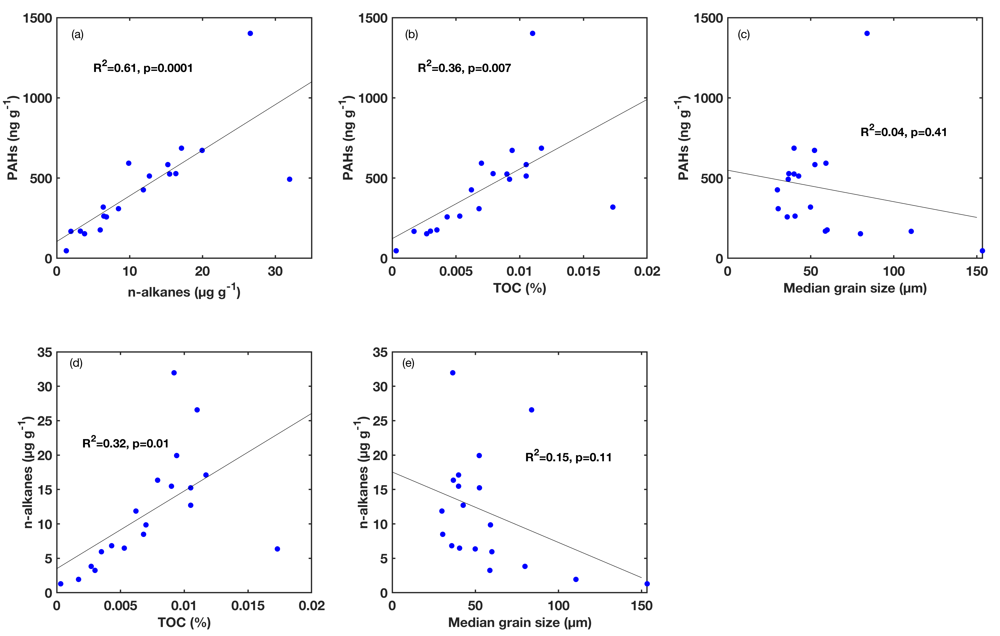 (a)
R²=0.61, p=0.0001
PAHs (ng g⁻¹)
1500
1000
500
0
0 10 20 30
n-alkanes (µg g⁻¹)
(b)
R²=0.36, p=0.007
PAHs (ng g⁻¹)
1500
1000
500
0
0 0.005 0.01 0.015 0.02
TOC (%)
(c)
R²=0.04, p=0.41
PAHs (ng g⁻¹)
1500
1000
500
0
0 50 100 150
Median grain size (µm)
(d)
R²=0.32, p=0.01
n-alkanes (µg g⁻¹)
35
30
25
20
15
10
5
0
0 0.005 0.01 0.015 0.02
TOC (%)
(e)
R²=0.15, p=0.11
n-alkanes (µg g⁻¹)
35
30
25
20
15
10
5
0
0 50 100 150
Median grain size (µm)